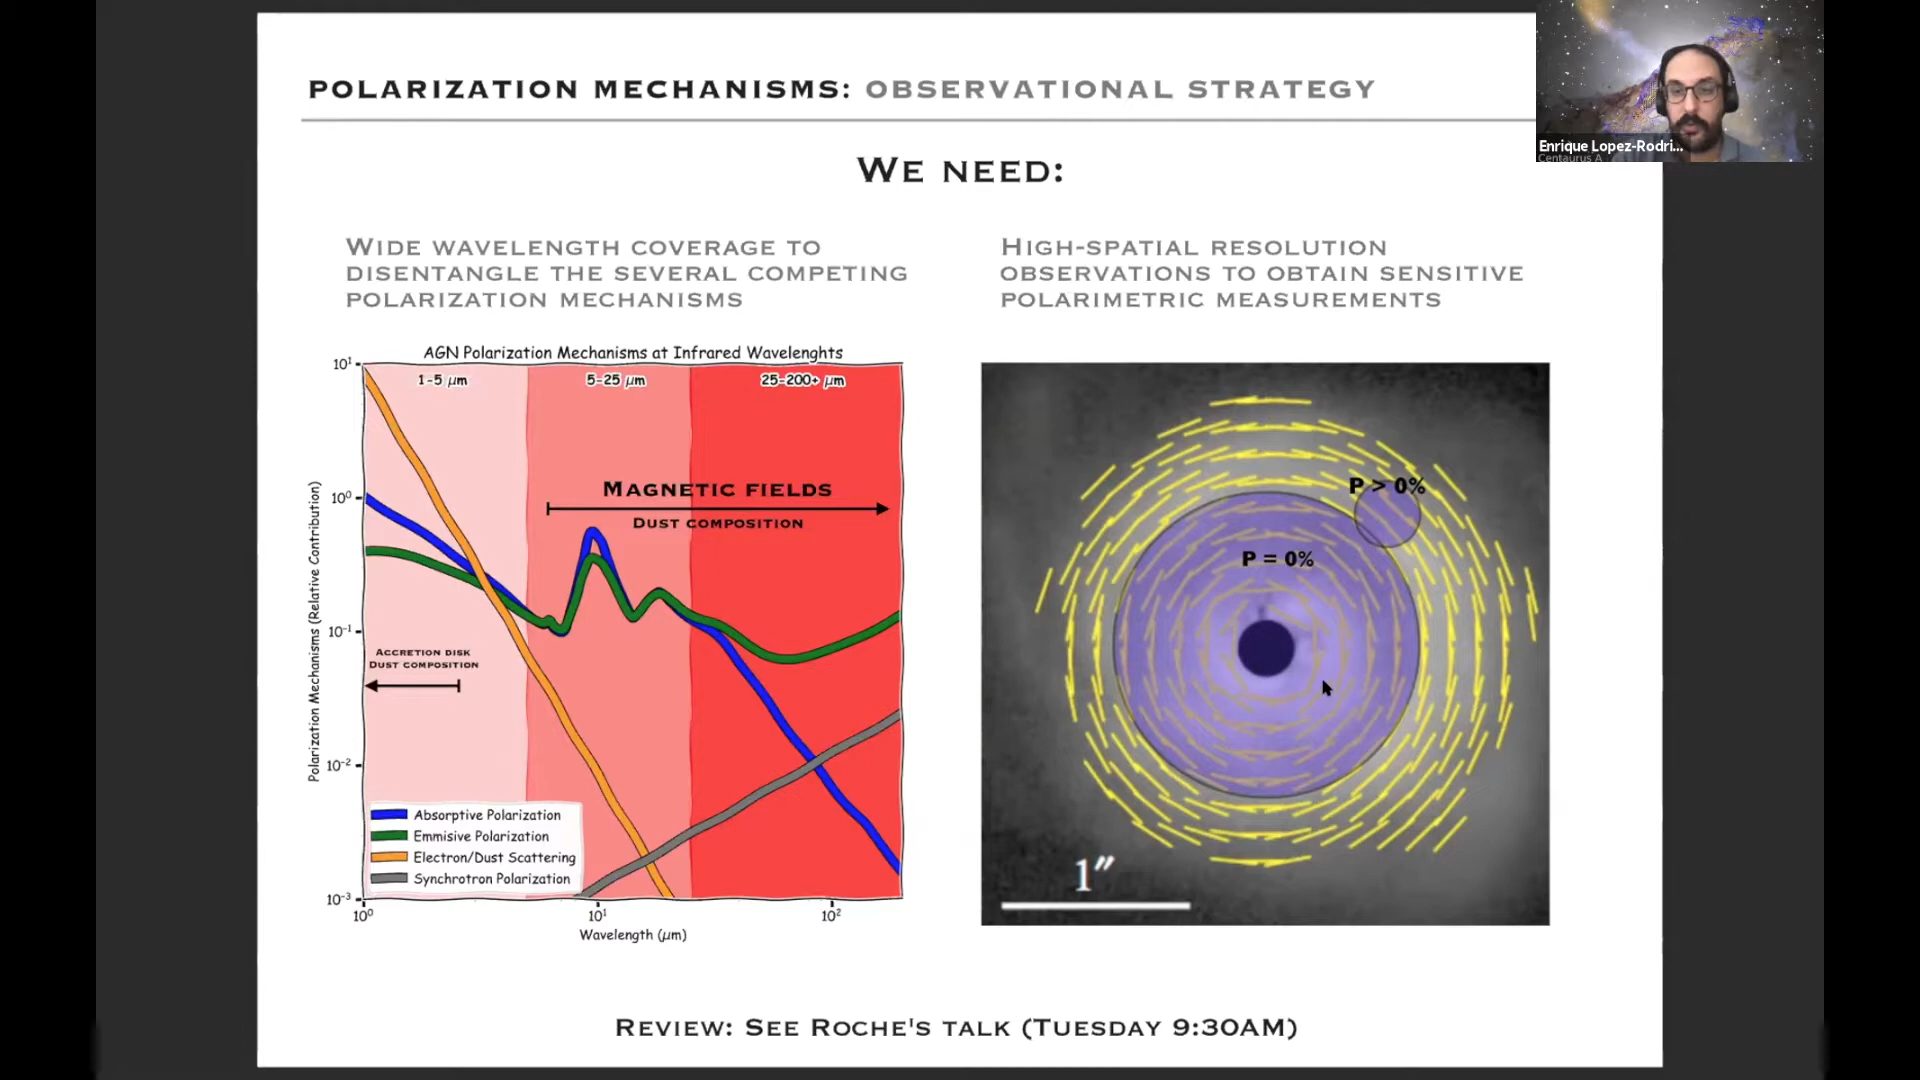 POLARIZATION MECHANISMS: OBSERVATIONAL STRATEGY
Enrique Lopez-Rodri...
Centaurus A
WE NEED:
WIDE WAVELENGTH COVERAGE TO
DISENTANGLE THE SEVERAL COMPETING
POLARIZATION MECHANISMS
HIGH-SPATIAL RESOLUTION
OBSERVATIONS TO OBTAIN SENSITIVE
POLARIMETRIC MEASUREMENTS
AGN Polarization Mechanisms at Infrared Wavelenghts
1-5 μm
5-25 μm
25-200+ μm
MAGNETIC FIELDS
DUST COMPOSITION
ACCRETION DISK
DUST COMPOSITION
Polarization Mechanisms (Relative Contribution)
10¹
10⁰
10⁻¹
10⁻²
10⁻³
Absorptive Polarization
Emmisive Polarization
Electron/Dust Scattering
Synchrotron Polarization
10⁰
10¹
10²
Wavelength (μm)
P > 0%
P = 0%
1″
REVIEW: SEE ROCHE'S TALK (TUESDAY 9:30AM)